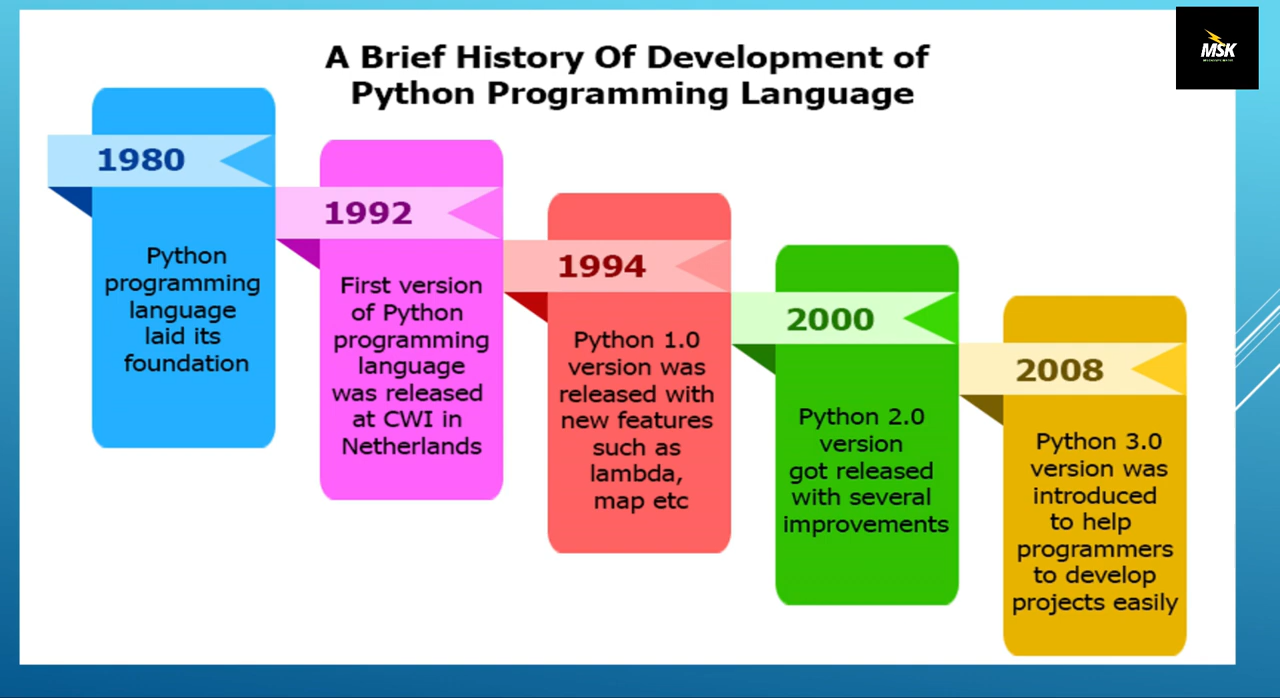 A Brief History Of Development of
Python Programming Language
MSK
1980
Python
programming
language
laid its
foundation
1992
First version
of Python
programming
language
was released
at CWI in
Netherlands
1994
Python 1.0
version was
released with
new features
such as
lambda,
map etc
2000
Python 2.0
version
got released
with several
improvements
2008
Python 3.0
version was
introduced
to help
programmers
to develop
projects easily